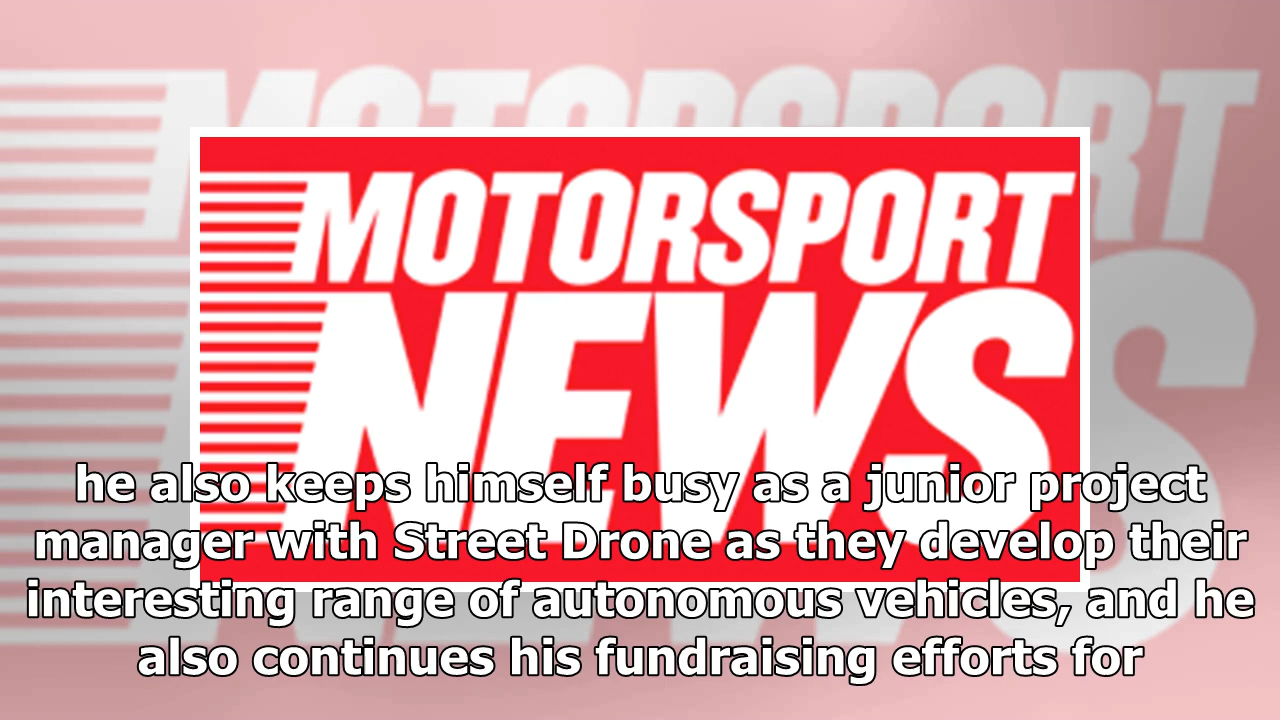 MOTORSPORT
MOTORSPORT
NEWS
he also keeps himself busy as a junior project
manager with Street Drone as they develop their
interesting range of autonomous vehicles, and he
also continues his fundraising efforts for